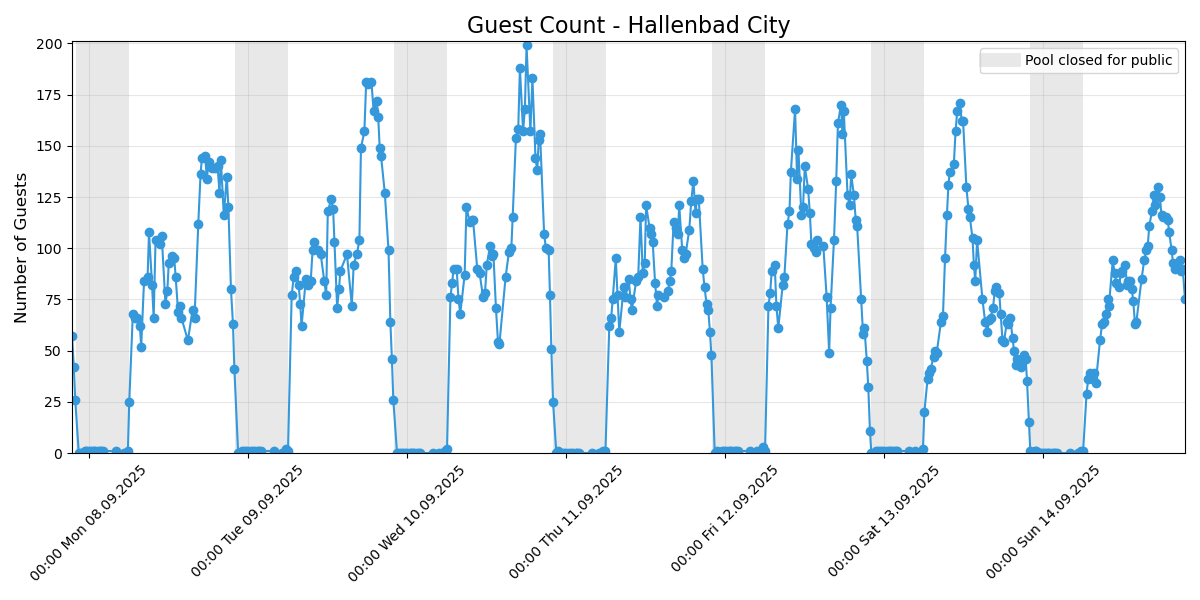 Guest Count - Hallenbad City
Pool closed for public
Number of Guests
200
175
150
125
100
75
50
25
0
00:00 Mon 08.09.2025
00:00 Tue 09.09.2025
00:00 Wed 10.09.2025
00:00 Thu 11.09.2025
00:00 Fri 12.09.2025
00:00 Sat 13.09.2025
00:00 Sun 14.09.2025